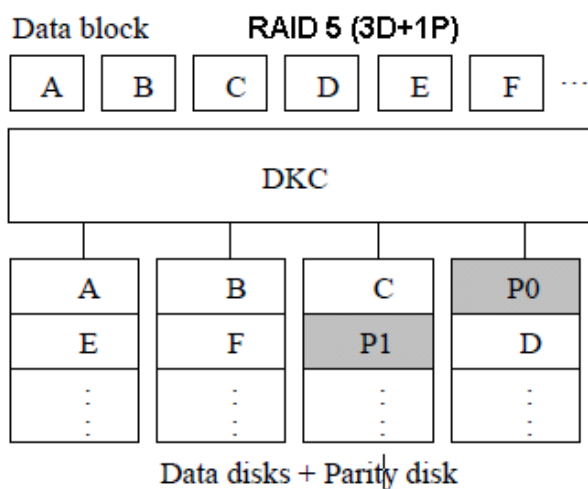 Data block RAID 5 (3D+1P)
A B C D E F ...
DKC
A B C P0
E F P1 D
Data disks + Parity disk